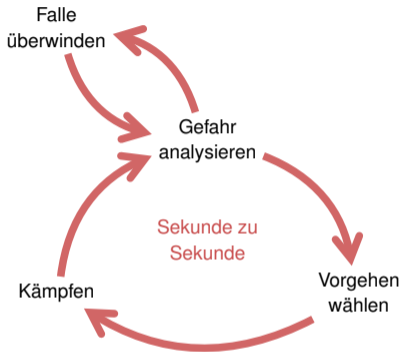 Falle
überwinden
Gefahr
analysieren
Sekunde zu
Sekunde
Kämpfen
Vorgehen
wählen